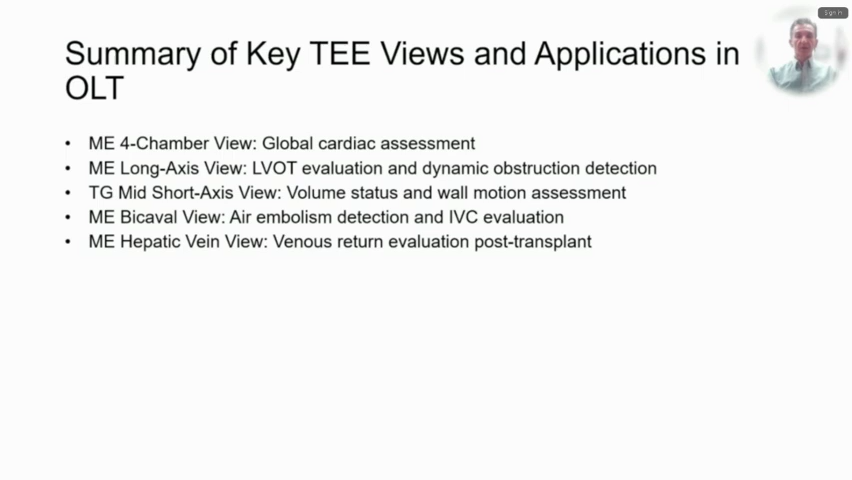 Sign in
Summary of Key TEE Views and Applications in
OLT
• ME 4-Chamber View: Global cardiac assessment
• ME Long-Axis View: LVOT evaluation and dynamic obstruction detection
• TG Mid Short-Axis View: Volume status and wall motion assessment
• ME Bicaval View: Air embolism detection and IVC evaluation
• ME Hepatic Vein View: Venous return evaluation post-transplant